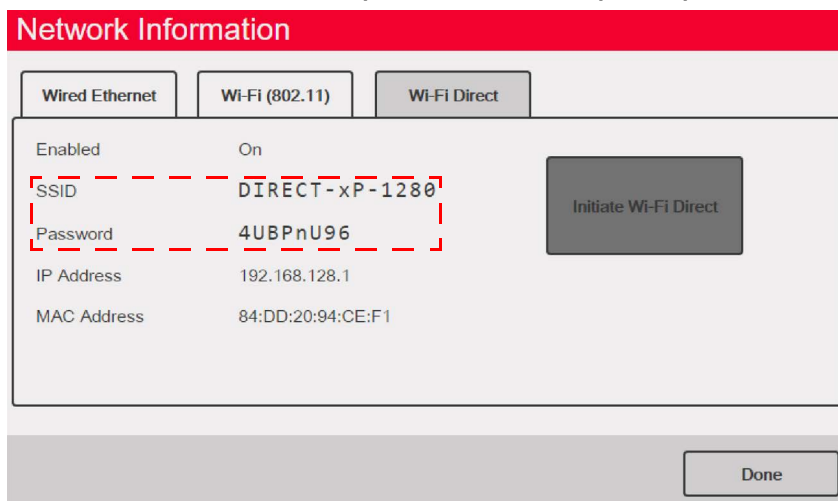 Network Information
Wired Ethernet Wi-Fi (802.11) Wi-Fi Direct
Enabled On
SSID DIRECT-xP-1280
Initiate Wi-Fi Direct
Password 4UBPnU96
IP Address 192.168.128.1
MAC Address 84:DD:20:94:CE:F1
Done